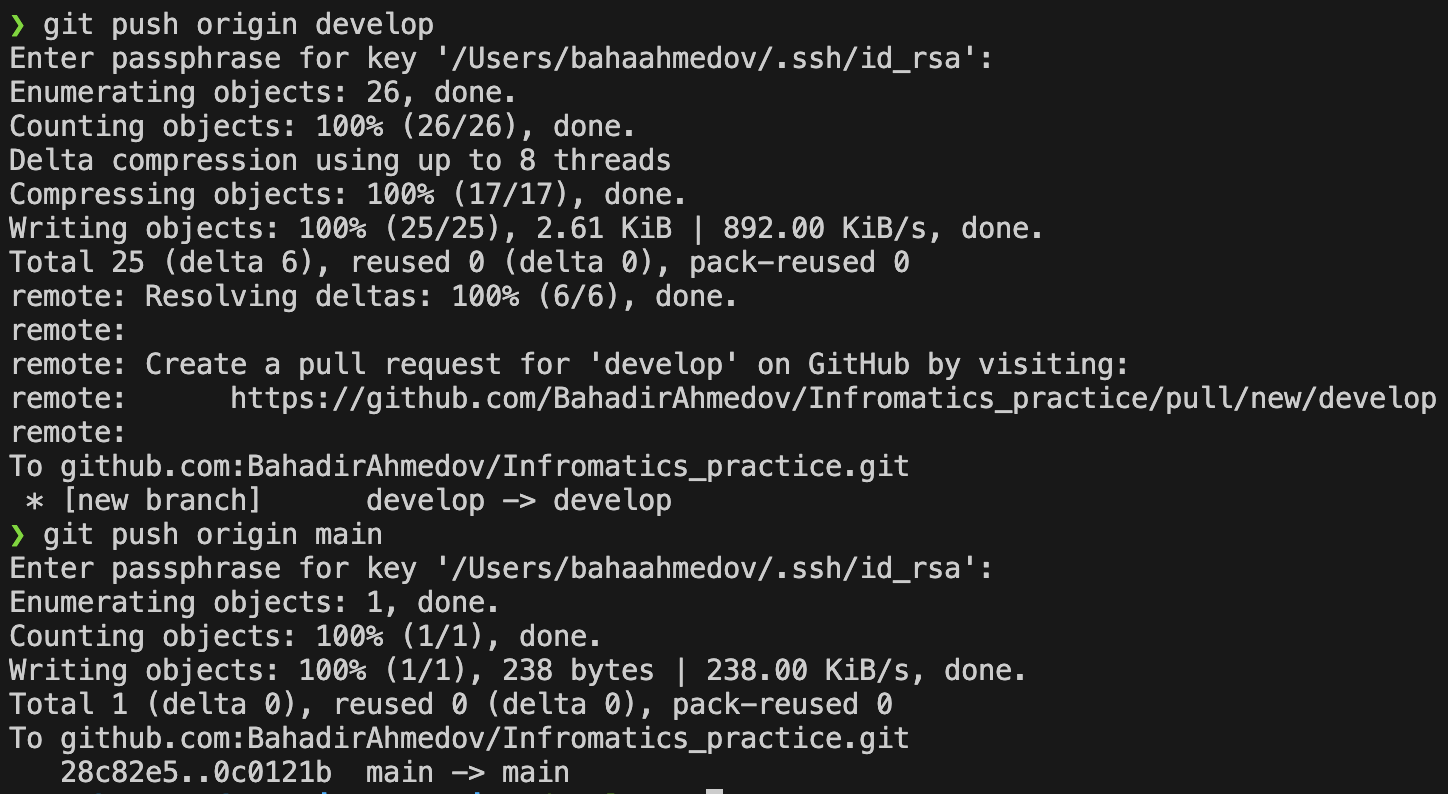 ❯ git push origin develop
Enter passphrase for key '/Users/bahaahmedov/.ssh/id_rsa':
Enumerating objects: 26, done.
Counting objects: 100% (26/26), done.
Delta compression using up to 8 threads
Compressing objects: 100% (17/17), done.
Writing objects: 100% (25/25), 2.61 KiB | 892.00 KiB/s, done.
Total 25 (delta 6), reused 0 (delta 0), pack-reused 0
remote: Resolving deltas: 100% (6/6), done.
remote:
remote: Create a pull request for 'develop' on GitHub by visiting:
remote:      https://github.com/BahadirAhmedov/Infromatics_practice/pull/new/develop
remote:
To github.com:BahadirAhmedov/Infromatics_practice.git
 * [new branch]      develop -> develop
❯ git push origin main
Enter passphrase for key '/Users/bahaahmedov/.ssh/id_rsa':
Enumerating objects: 1, done.
Counting objects: 100% (1/1), done.
Writing objects: 100% (1/1), 238 bytes | 238.00 KiB/s, done.
Total 1 (delta 0), reused 0 (delta 0), pack-reused 0
To github.com:BahadirAhmedov/Infromatics_practice.git
   28c82e5..0c0121b  main -> main